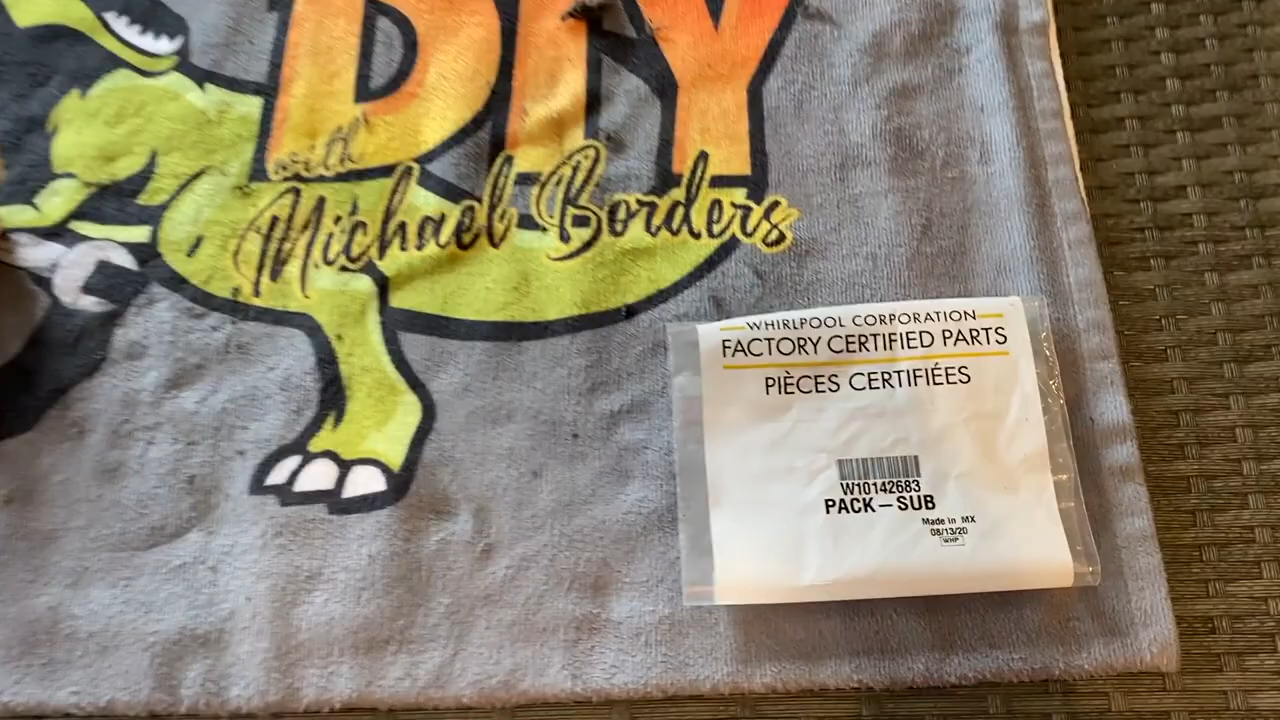 DIY
with
Michael Borders
WHIRLPOOL CORPORATION
FACTORY CERTIFIED PARTS
PIÈCES CERTIFIÉES
W10142683
PACK-SUB
Made in MX
08/13/20
WHP